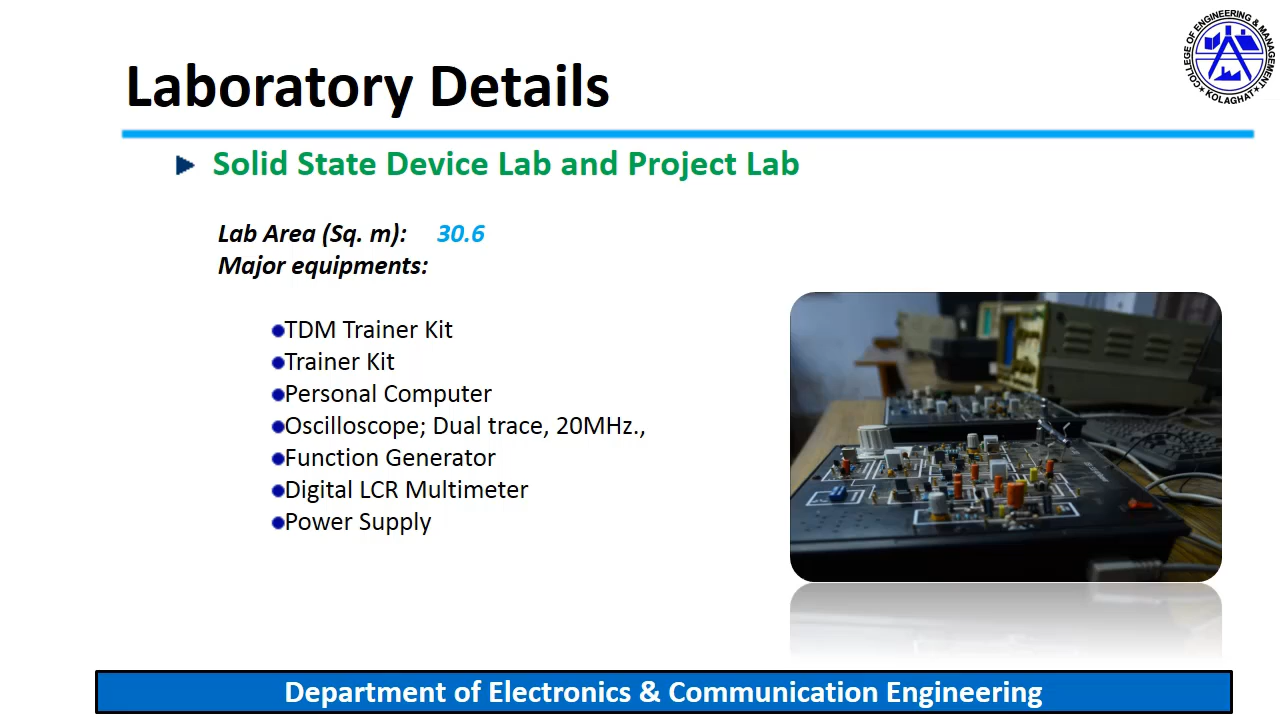 COLLEGE OF ENGINEERING & MANAGEMENT,
★ KOLAGHAT ★
Laboratory Details
Solid State Device Lab and Project Lab
Lab Area (Sq. m): 30.6
Major equipments:
●TDM Trainer Kit
●Trainer Kit
●Personal Computer
●Oscilloscope; Dual trace, 20MHz.,
●Function Generator
●Digital LCR Multimeter
●Power Supply
Department of Electronics & Communication Engineering